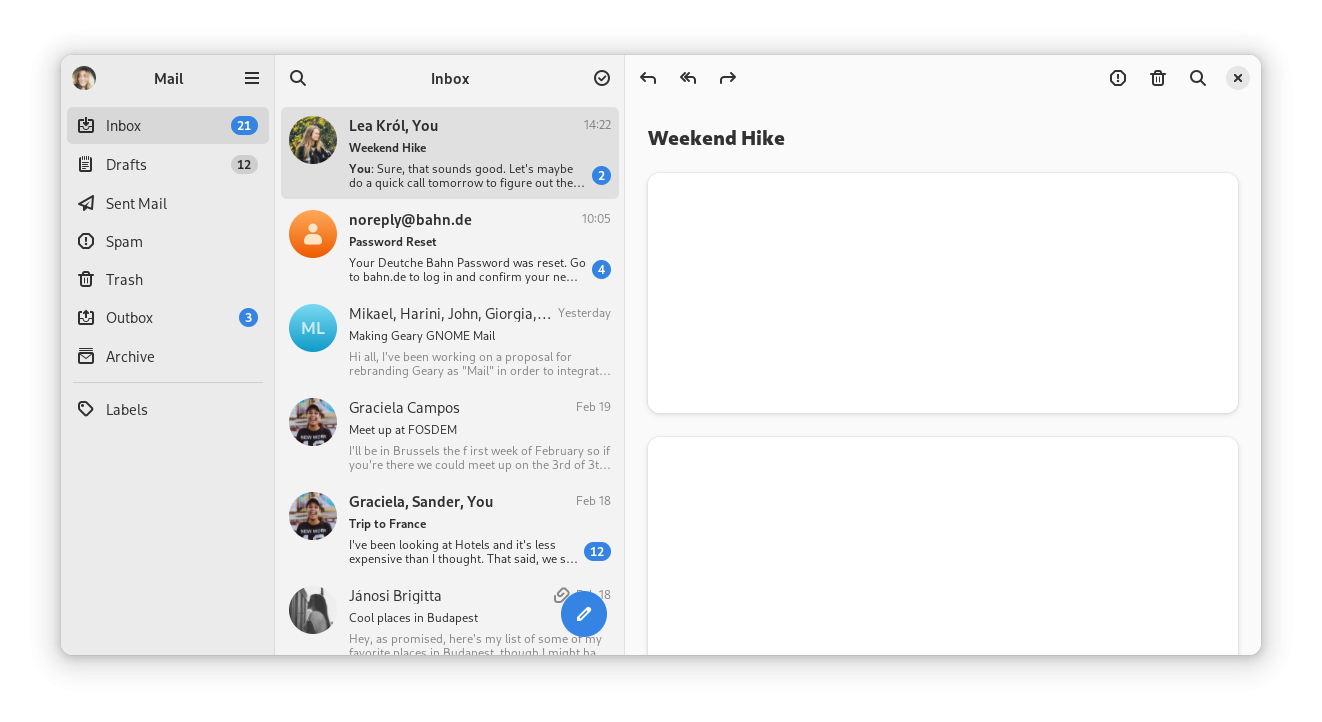 Mail
Inbox 21
Drafts 12
Sent Mail
Spam
Trash
Outbox 3
Archive
Labels
Inbox
Lea Król, You 14:22
Weekend Hike
You: Sure, that sounds good. Let's maybe
do a quick call tomorrow to figure out the… 2
noreply@bahn.de 10:05
Password Reset
Your Deutche Bahn Password was reset. Go
to bahn.de to log in and confirm your ne… 4
ML
Mikael, Harini, John, Giorgia,… Yesterday
Making Geary GNOME Mail
Hi all, I've been working on a proposal for
rebranding Geary as "Mail" in order to integrat…
Graciela Campos Feb 19
Meet up at FOSDEM
I'll be in Brussels the f irst week of February so if
you're there we could meet up on the 3rd of 3t…
Graciela, Sander, You Feb 18
Trip to France
I've been looking at Hotels and it's less
expensive than I thought. That said, we s… 12
Jánosi Brigitta 18
Cool places in Budapest
Hey, as promised, here's my list of some of my
favorite places in Budapest, though I might ha
Weekend Hike